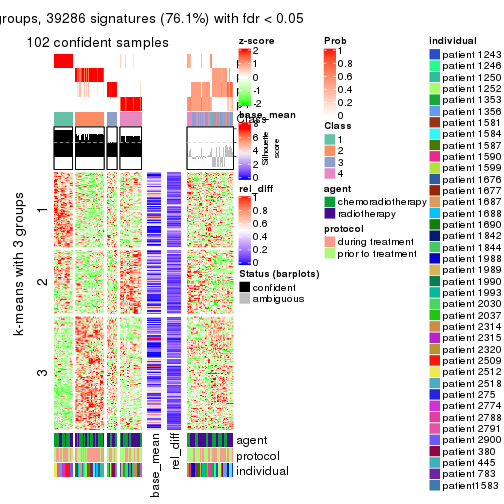 groups, 39286 signatures (76.1%) with fdr < 0.05
102 confident samples
k-means with 3 groups
1
2
3
Class
Silhouette score
base_mean
rel_diff
agent
protocol
individual
z-score
2
1
0
-1
-2
base_mean
8
6
4
2
0
rel_diff
1
0.8
0.6
0.4
0.2
0
Status (barplots)
confident
ambiguous
Prob
1
0.8
0.6
0.4
0.2
0
Class
1
2
3
4
agent
chemoradiotherapy
radiotherapy
protocol
during treatment
prior to treatment
individual
patient 1243
patient 1246
patient 1250
patient 1252
patient 1353
patient 1356
patient 1581
patient 1584
patient 1587
patient 1590
patient 1599
patient 1676
patient 1677
patient 1687
patient 1688
patient 1690
patient 1842
patient 1844
patient 1988
patient 1989
patient 1990
patient 1993
patient 2030
patient 2037
patient 2314
patient 2315
patient 2320
patient 2509
patient 2512
patient 2518
patient 275
patient 2774
patient 2788
patient 2791
patient 2900
patient 380
patient 445
patient 783
patient1583